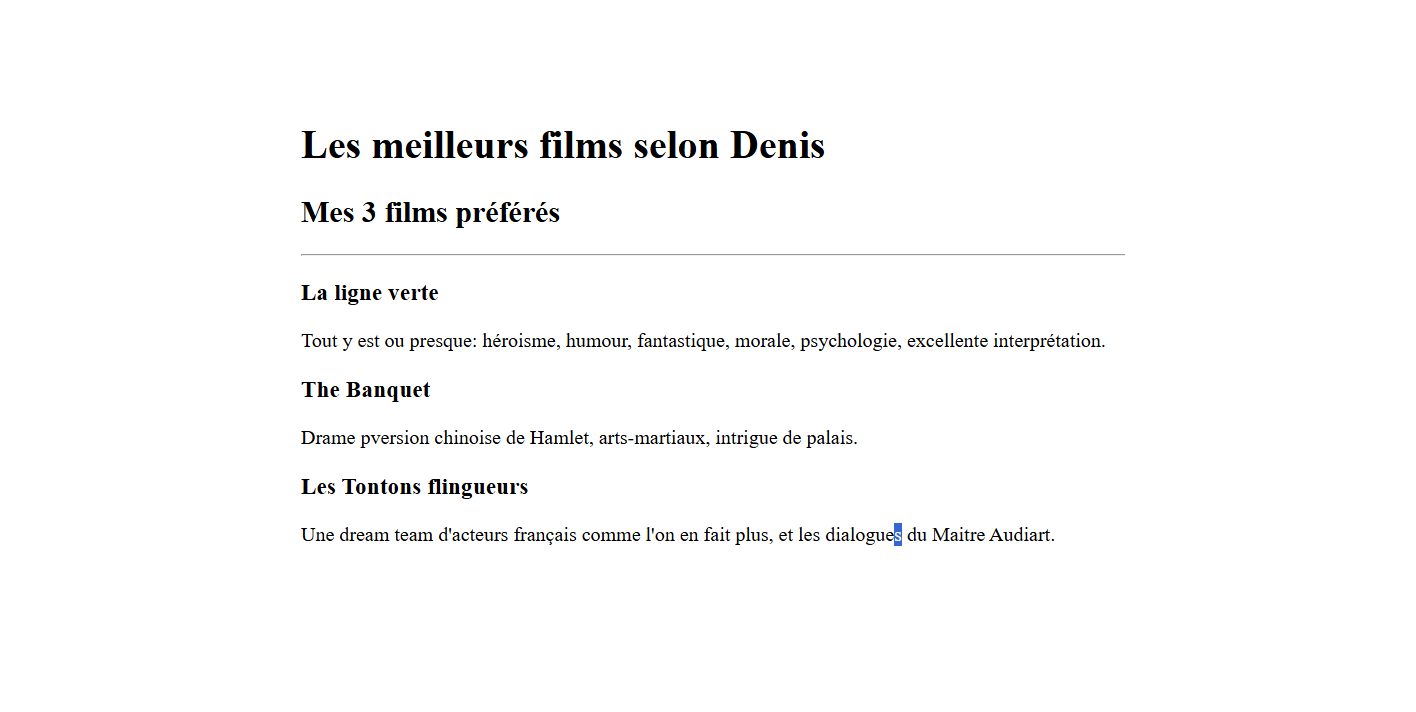 Les meilleurs films selon Denis
Mes 3 films préférés
La ligne verte
Tout y est ou presque: héroisme, humour, fantastique, morale, psychologie, excellente interprétation.
The Banquet
Drame pversion chinoise de Hamlet, arts-martiaux, intrigue de palais.
Les Tontons flingueurs
Une dream team d'acteurs français comme l'on en fait plus, et les dialogues du Maitre Audiart.